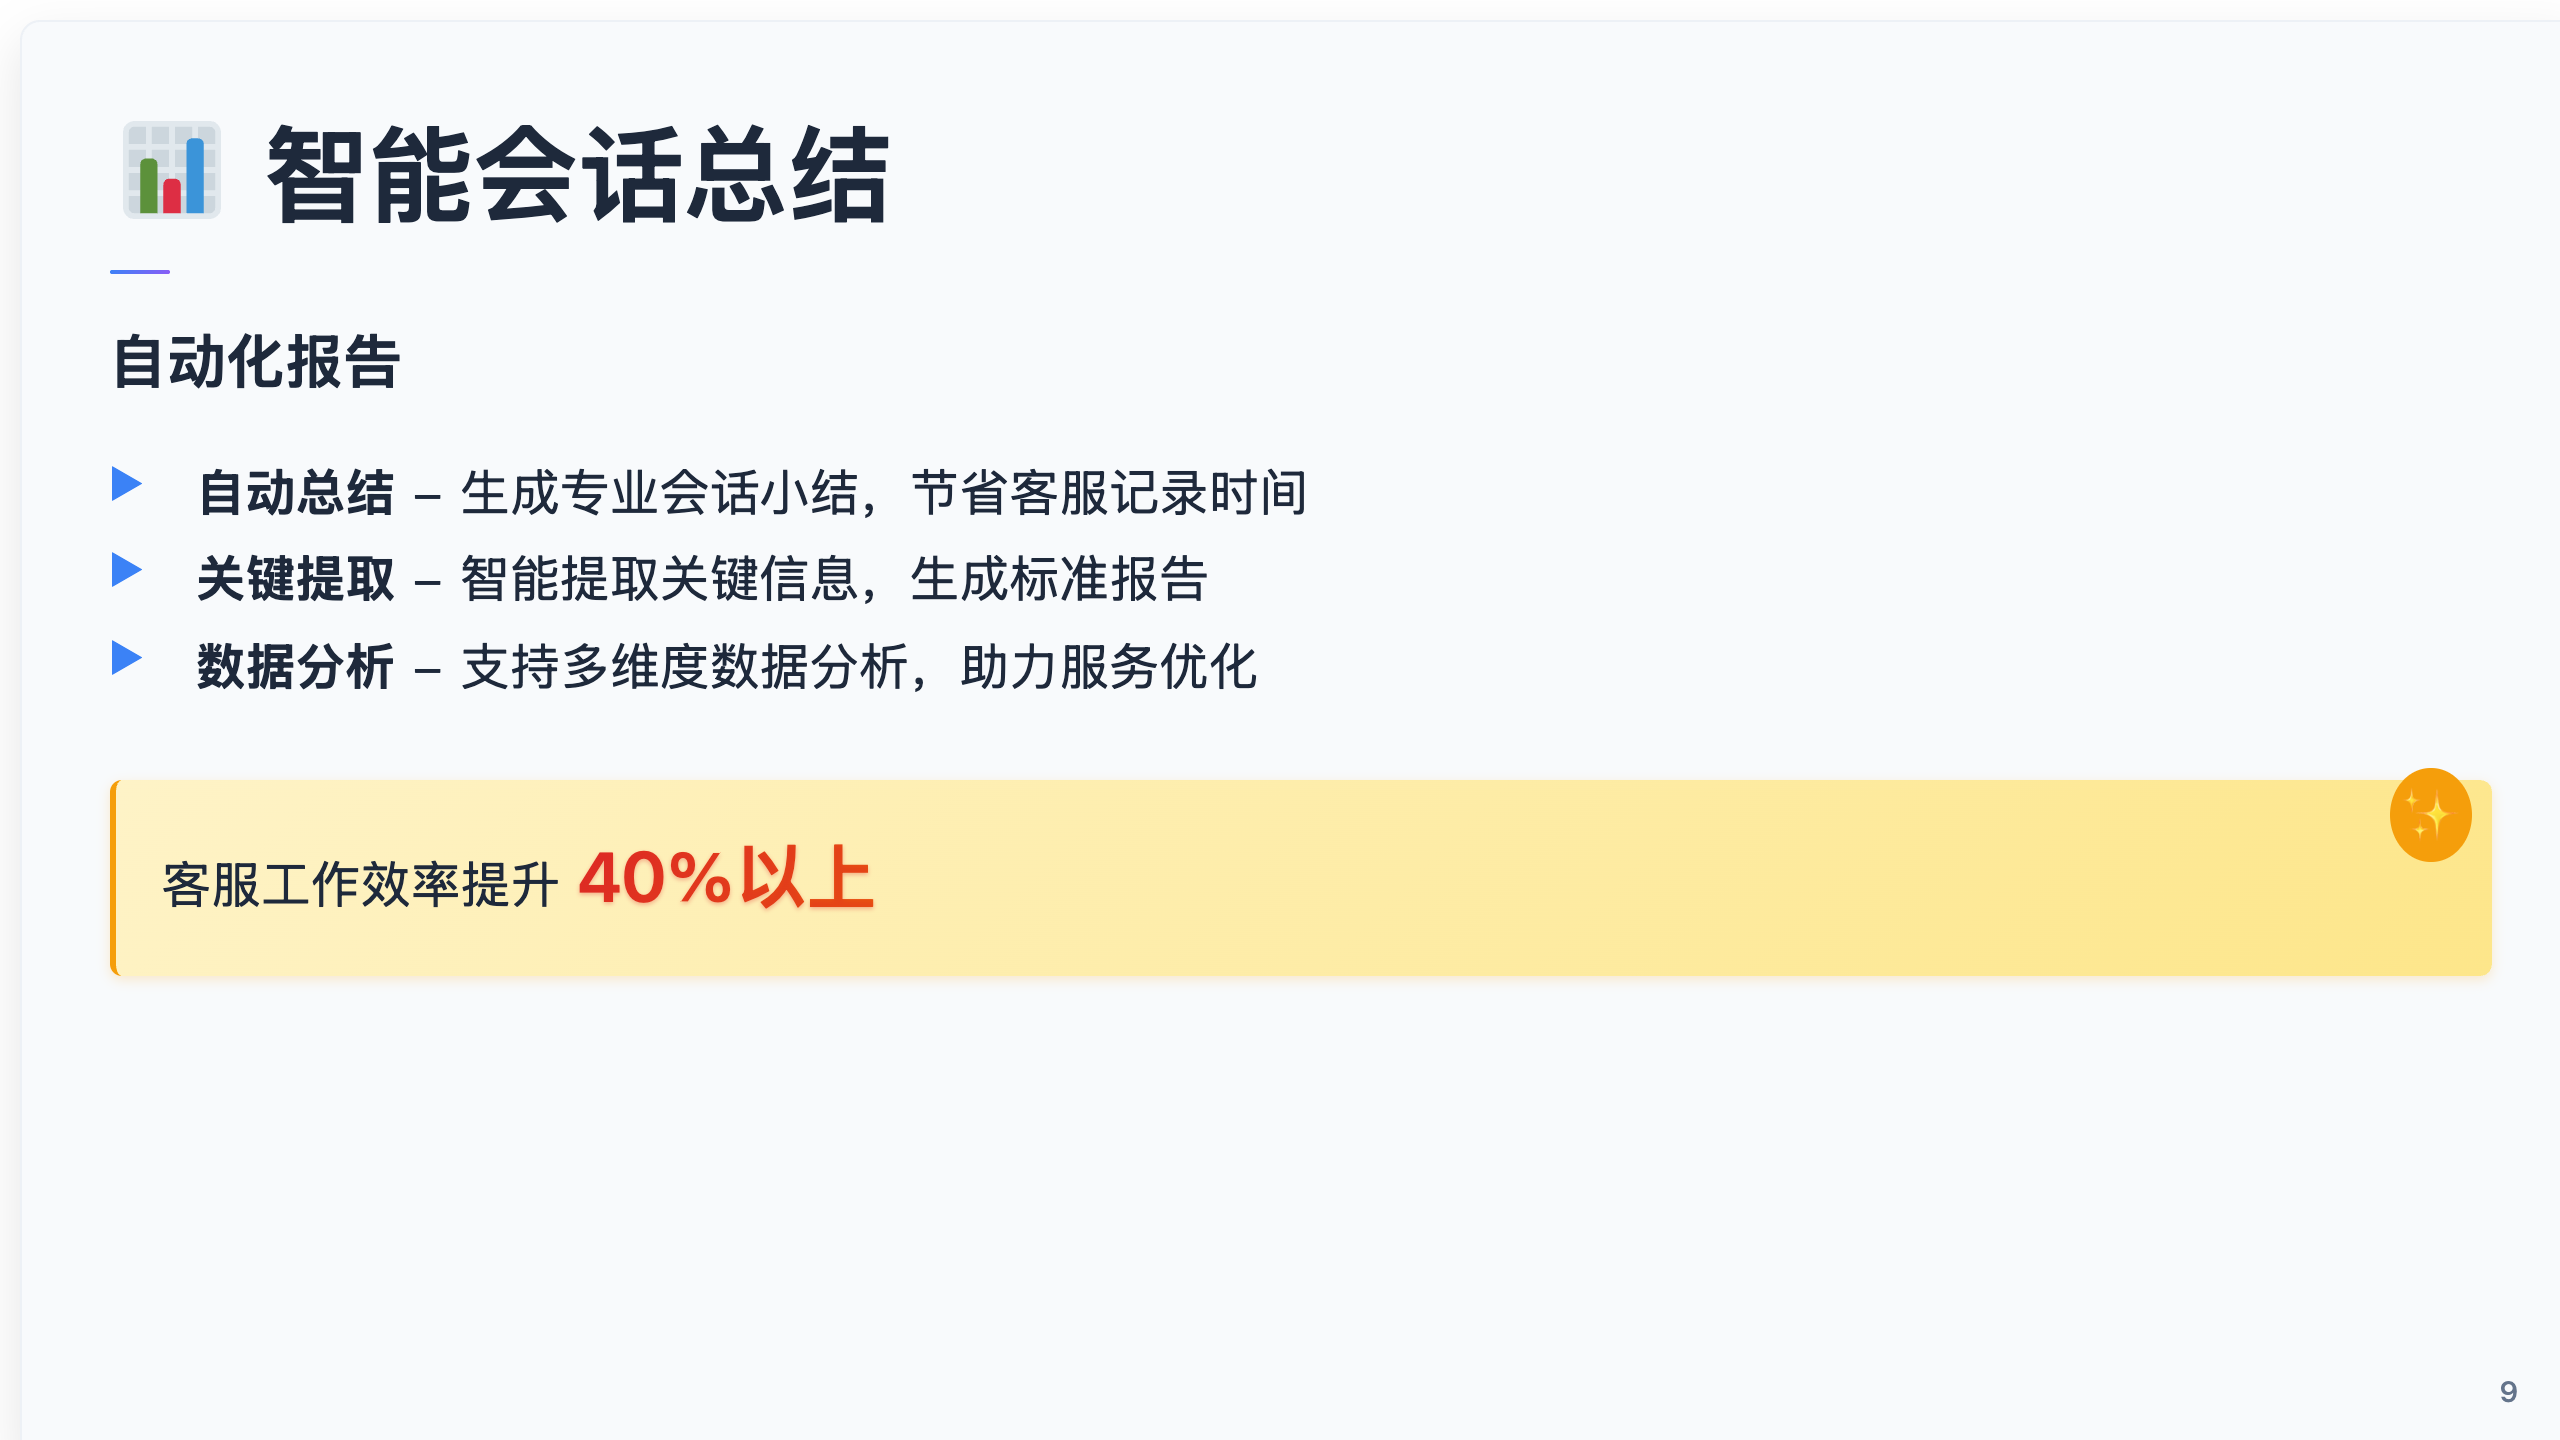 📊 智能会话总结
自动化报告
▶ 自动总结 – 生成专业会话小结，节省客服记录时间
▶ 关键提取 – 智能提取关键信息，生成标准报告
▶ 数据分析 – 支持多维度数据分析，助力服务优化
客服工作效率提升 40%以上
9